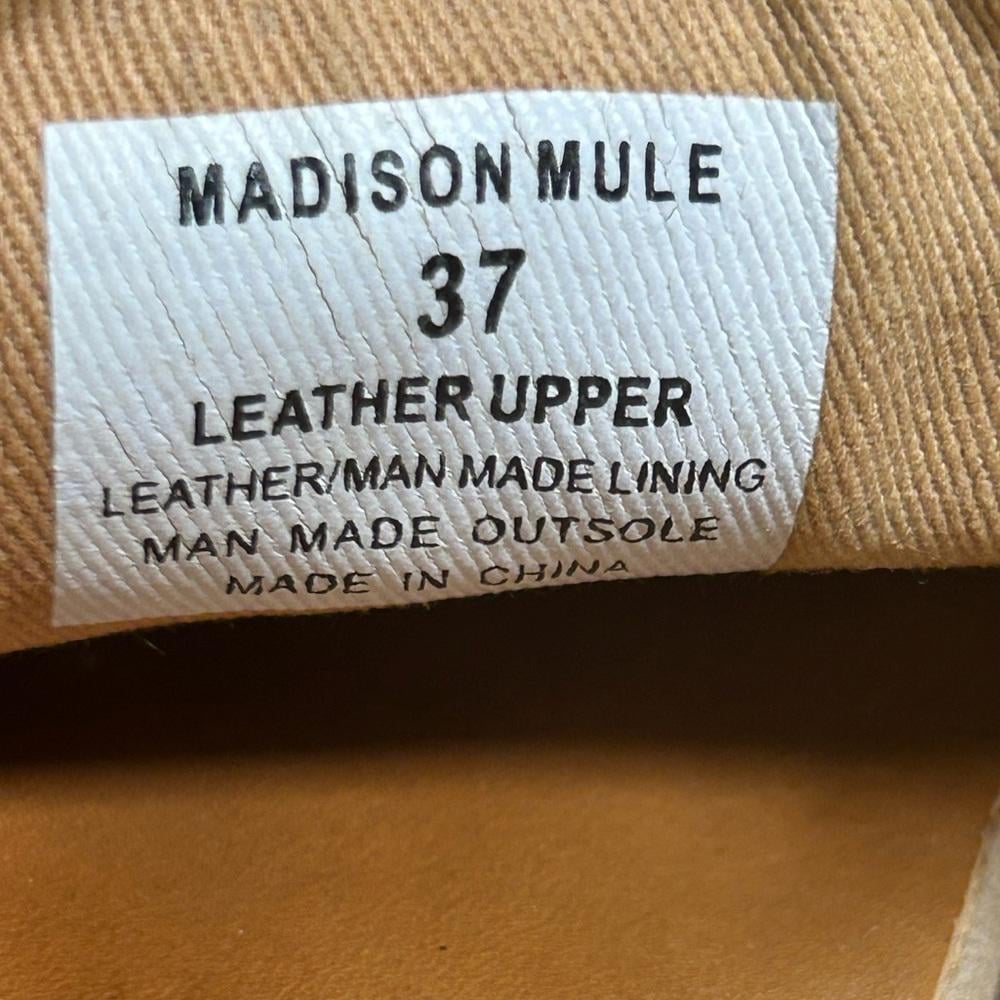 MADISON MULE
37
LEATHER UPPER
LEATHER/MAN MADE LINING
MAN MADE OUTSOLE
MADE IN CHINA